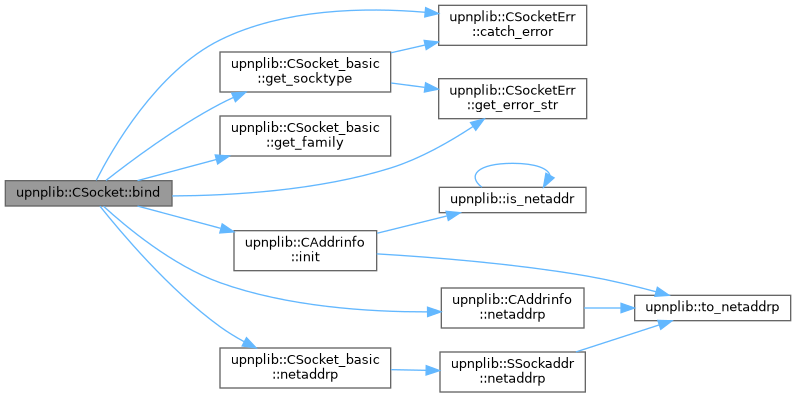 upnplib::CSocketErr
::catch_error
upnplib::CSocket_basic
::get_socktype
upnplib::CSocketErr
::get_error_str
upnplib::CSocket_basic
::get_family
upnplib::CSocket::bind
upnplib::is_netaddr
upnplib::CAddrinfo
::init
upnplib::CAddrinfo
::netaddrp
upnplib::to_netaddrp
upnplib::CSocket_basic
::netaddrp
upnplib::SSockaddr
::netaddrp